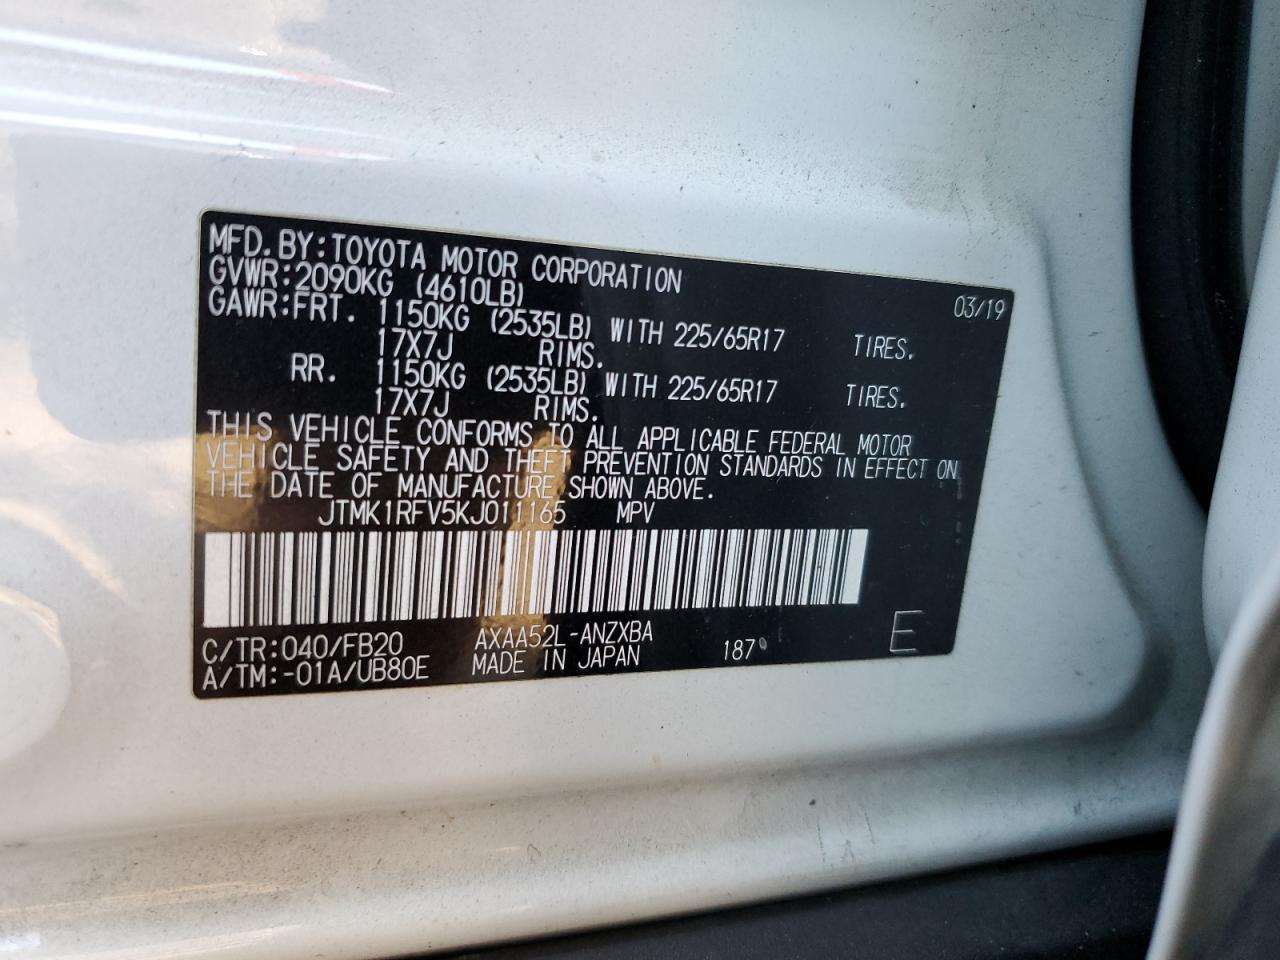 MFD. BY: TOYOTA MOTOR CORPORATION 03/19
GVWR: 2090KG (4610LB)
GAWR: FRT. 1150KG (2535LB) WITH 225/65R17 TIRES.
17X7J RIMS.
RR. 1150KG (2535LB) WITH 225/65R17 TIRES.
17X7J RIMS.
THIS VEHICLE CONFORMS TO ALL APPLICABLE FEDERAL MOTOR
VEHICLE SAFETY AND THEFT PREVENTION STANDARDS IN EFFECT ON
THE DATE OF MANUFACTURE SHOWN ABOVE.
JTMK1RFV5KJ011165 MPV
C/TR: 040/FB20 AXAA52L-ANZXBA 187 E
A/TM: -01A/UB80E MADE IN JAPAN